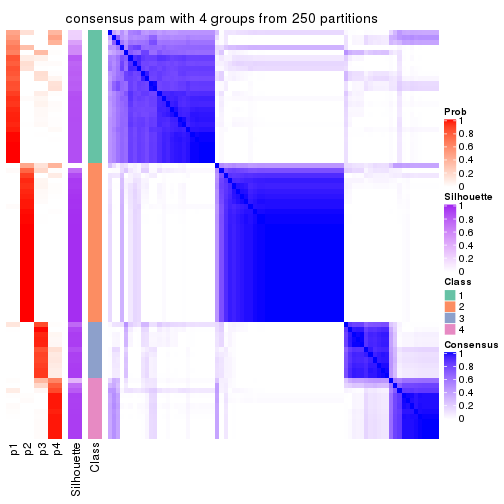 consensus pam with 4 groups from 250 partitions
Prob
1
0.8
0.6
0.4
0.2
0
Silhouette
1
0.8
0.6
0.4
0.2
0
Class
1
2
3
4
Consensus
1
0.8
0.6
0.4
0.2
0
p1
p2
p3
p4
Silhouette
Class